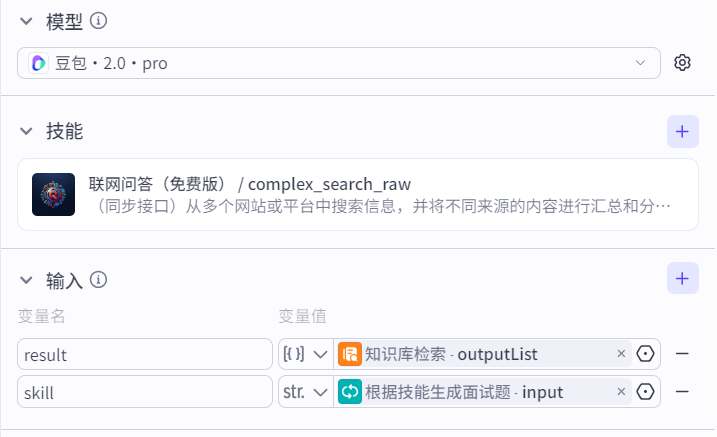 模型
豆包·2.0·pro
技能
联网问答（免费版） / complex_search_raw
（同步接口）从多个网站或平台中搜索信息，并将不同来源的内容进行汇总和分…
输入
变量名 变量值
result [{}] 知识库检索 - outputList
skill str. 根据技能生成面试题 - input